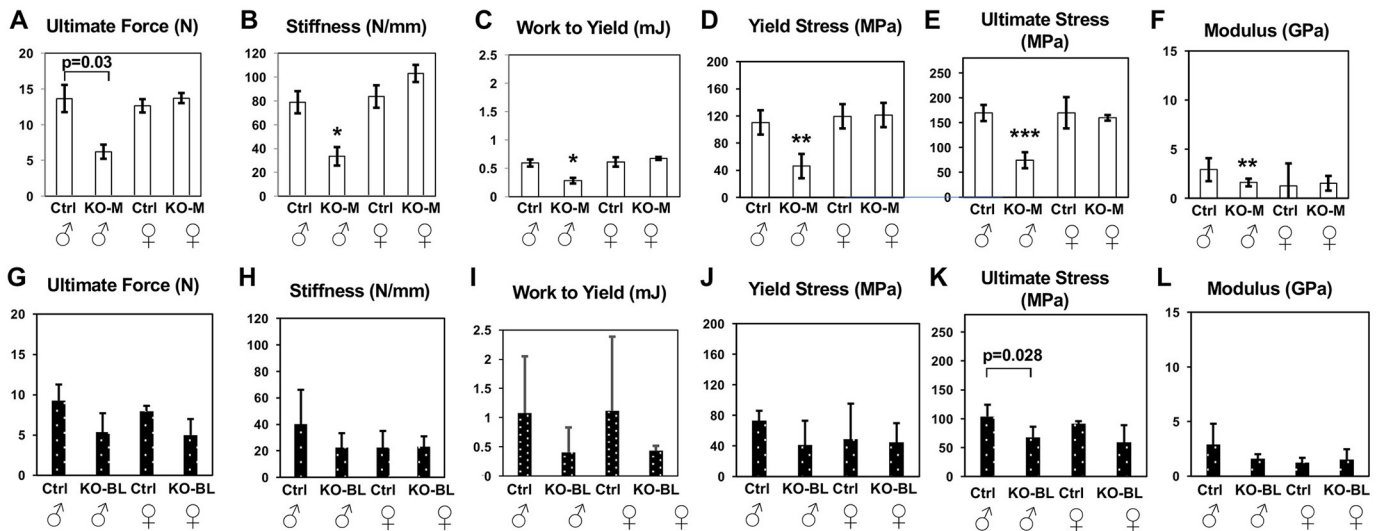 A Ultimate Force (N)
20
15
10
5
0
p=0.03
Ctrl KO-M Ctrl KO-M
♂ ♂ ♀ ♀
B Stiffness (N/mm)
120
100
80
60
40
20
0
*
Ctrl KO-M Ctrl KO-M
♂ ♂ ♀ ♀
C Work to Yield (mJ)
2.5
2
1.5
1
0.5
0
*
Ctrl KO-M Ctrl KO-M
♂ ♂ ♀ ♀
D Yield Stress (MPa)
200
160
120
80
40
0
**
Ctrl KO-M Ctrl KO-M
♂ ♂ ♀ ♀
E Ultimate Stress
(MPa)
250
200
150
100
50
0
***
Ctrl KO-M Ctrl KO-M
♂ ♂ ♀ ♀
F Modulus (GPa)
15
10
5
0
**
Ctrl KO-M Ctrl KO-M
♂ ♂ ♀ ♀
G Ultimate Force (N)
20
15
10
5
0
Ctrl KO-BL Ctrl KO-BL
♂ ♂ ♀ ♀
H Stiffness (N/mm)
120
100
80
60
40
20
0
Ctrl KO-BL Ctrl KO-BL
♂ ♂ ♀ ♀
I Work to Yield (mJ)
2.5
2
1.5
1
0.5
0
Ctrl KO-BL Ctrl KO-BL
♂ ♂ ♀ ♀
J Yield Stress (MPa)
200
160
120
80
40
0
Ctrl KO-BL Ctrl KO-BL
♂ ♂ ♀ ♀
K Ultimate Stress
(MPa)
250
200
150
100
50
0
p=0.028
Ctrl KO-BL Ctrl KO-BL
♂ ♂ ♀ ♀
L Modulus (GPa)
15
10
5
0
Ctrl KO-BL Ctrl KO-BL
♂ ♂ ♀ ♀